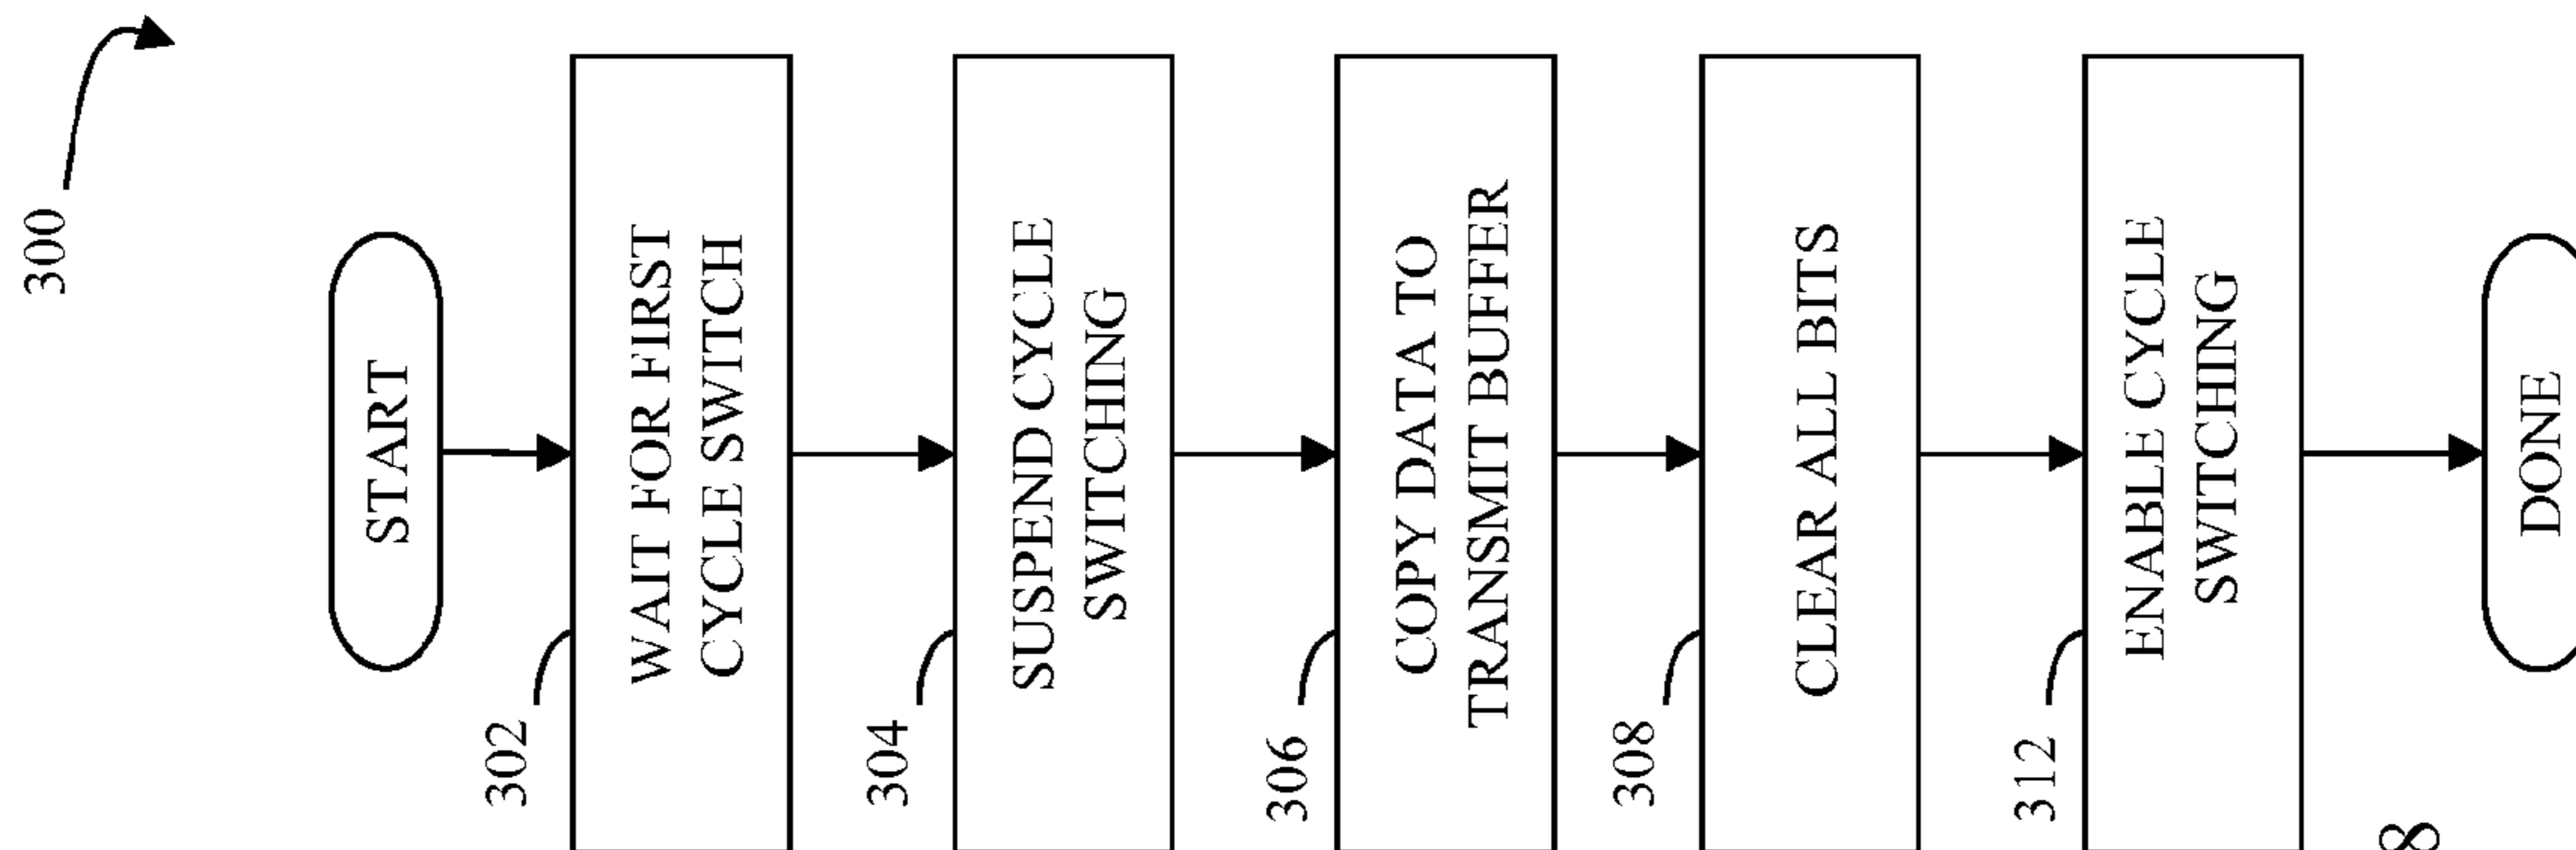 300
START
302
WAIT FOR FIRST
CYCLE SWITCH
304
SUSPEND CYCLE
SWITCHING
306
COPY DATA TO
TRANSMIT BUFFER
308
CLEAR ALL BITS
312
ENABLE CYCLE
SWITCHING
DONE
8